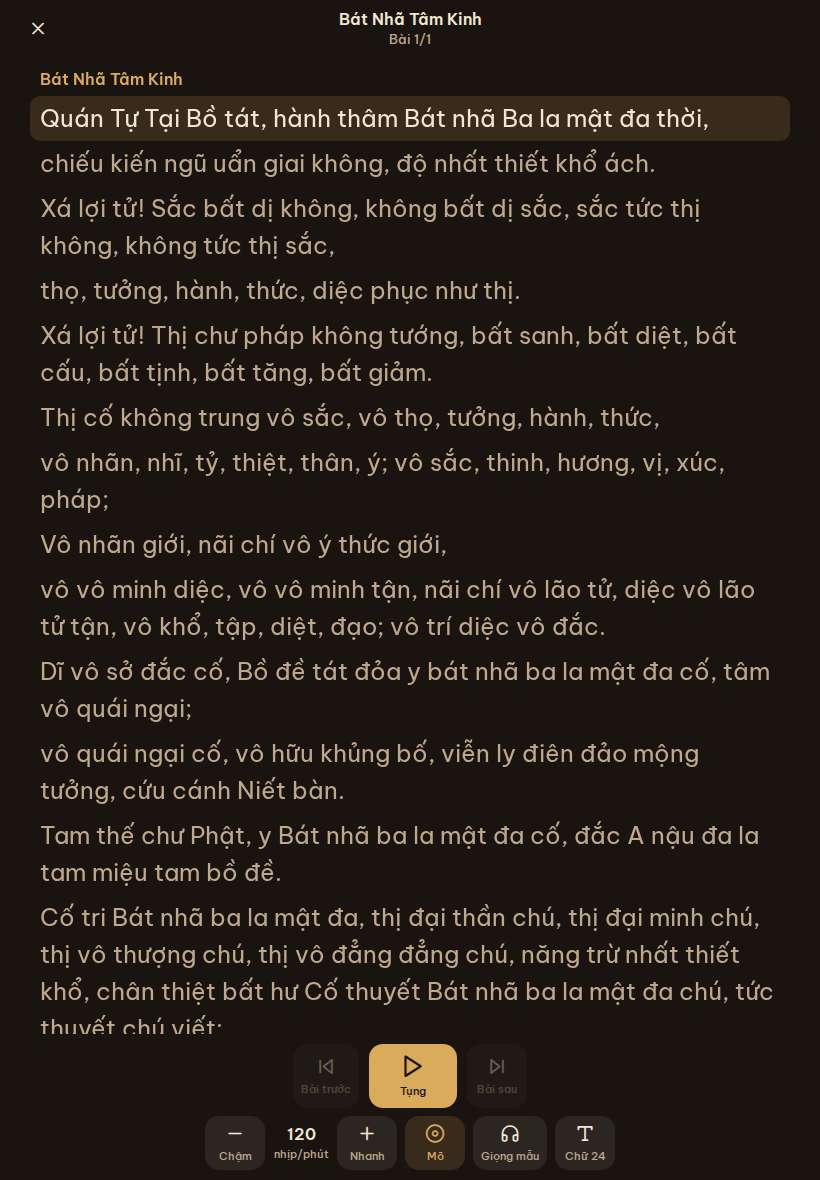 Bát Nhã Tâm Kinh
Bài 1/1
Bát Nhã Tâm Kinh
Quán Tự Tại Bồ tát, hành thâm Bát nhã Ba la mật đa thời,
chiếu kiến ngũ uẩn giai không, độ nhất thiết khổ ách.
Xá lợi tử! Sắc bất dị không, không bất dị sắc, sắc tức thị
không, không tức thị sắc,
thọ, tưởng, hành, thức, diệc phục như thị.
Xá lợi tử! Thị chư pháp không tướng, bất sanh, bất diệt, bất
cấu, bất tịnh, bất tăng, bất giảm.
Thị cố không trung vô sắc, vô thọ, tưởng, hành, thức,
vô nhãn, nhĩ, tỷ, thiệt, thân, ý; vô sắc, thinh, hương, vị, xúc,
pháp;
Vô nhãn giới, nãi chí vô ý thức giới,
vô vô minh diệc, vô vô minh tận, nãi chí vô lão tử, diệc vô lão
tử tận, vô khổ, tập, diệt, đạo; vô trí diệc vô đắc.
Dĩ vô sở đắc cố, Bồ đề tát đỏa y bát nhã ba la mật đa cố, tâm
vô quái ngại;
vô quái ngại cố, vô hữu khủng bố, viễn ly điên đảo mộng
tưởng, cứu cánh Niết bàn.
Tam thế chư Phật, y Bát nhã ba la mật đa cố, đắc A nậu đa la
tam miệu tam bồ đề.
Cố tri Bát nhã ba la mật đa, thị đại thần chú, thị đại minh chú,
thị vô thượng chú, thị vô đẳng đẳng chú, năng trừ nhất thiết
khổ, chân thiệt bất hư Cố thuyết Bát nhã ba la mật đa chú, tức
thuyết chú viết:
Bài trước
Tụng
Bài sau
Chậm
120
nhịp/phút
Nhanh
Mõ
Giọng mẫu
Chữ 24